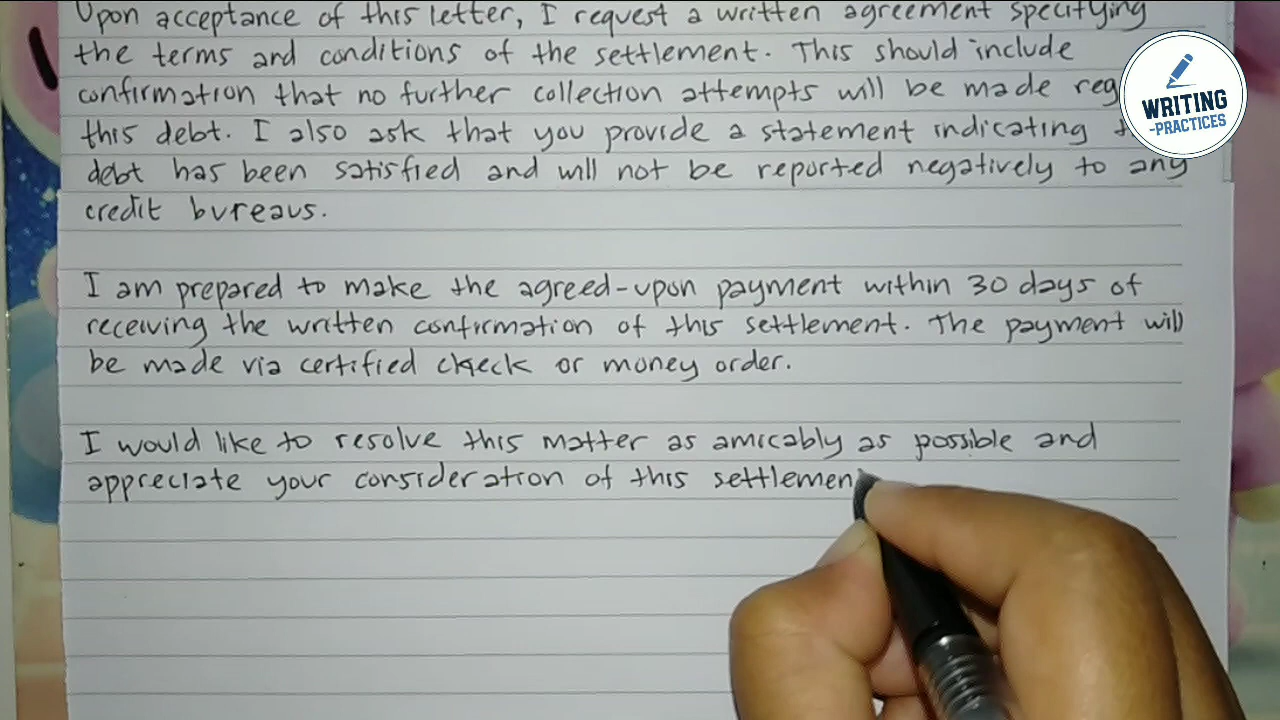 Upon acceptance of this letter, I request a written agreement specifying
the terms and conditions of the settlement. This should include
confirmation that no further collection attempts will be made reg
this debt. I also ask that you provide a statement indicating
debt has been satisfied and will not be reported negatively to any
credit bureaus.
I am prepared to make the agreed-upon payment within 30 days of
receiving the written confirmation of this settlement. The payment will
be made via certified check or money order.
I would like to resolve this matter as amicably as possible and
appreciate your consideration of this settlemen
WRITING
-PRACTICES